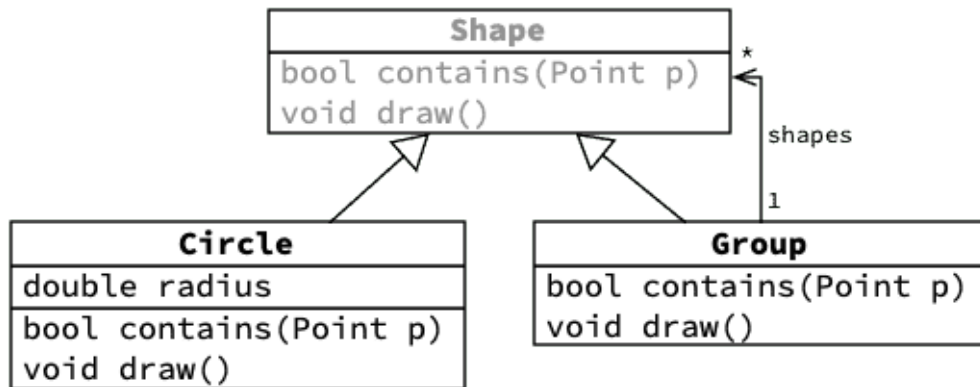 Shape
bool contains(Point p)
void draw()
*
shapes
1
Circle
double radius
bool contains(Point p)
void draw()
Group
bool contains(Point p)
void draw()